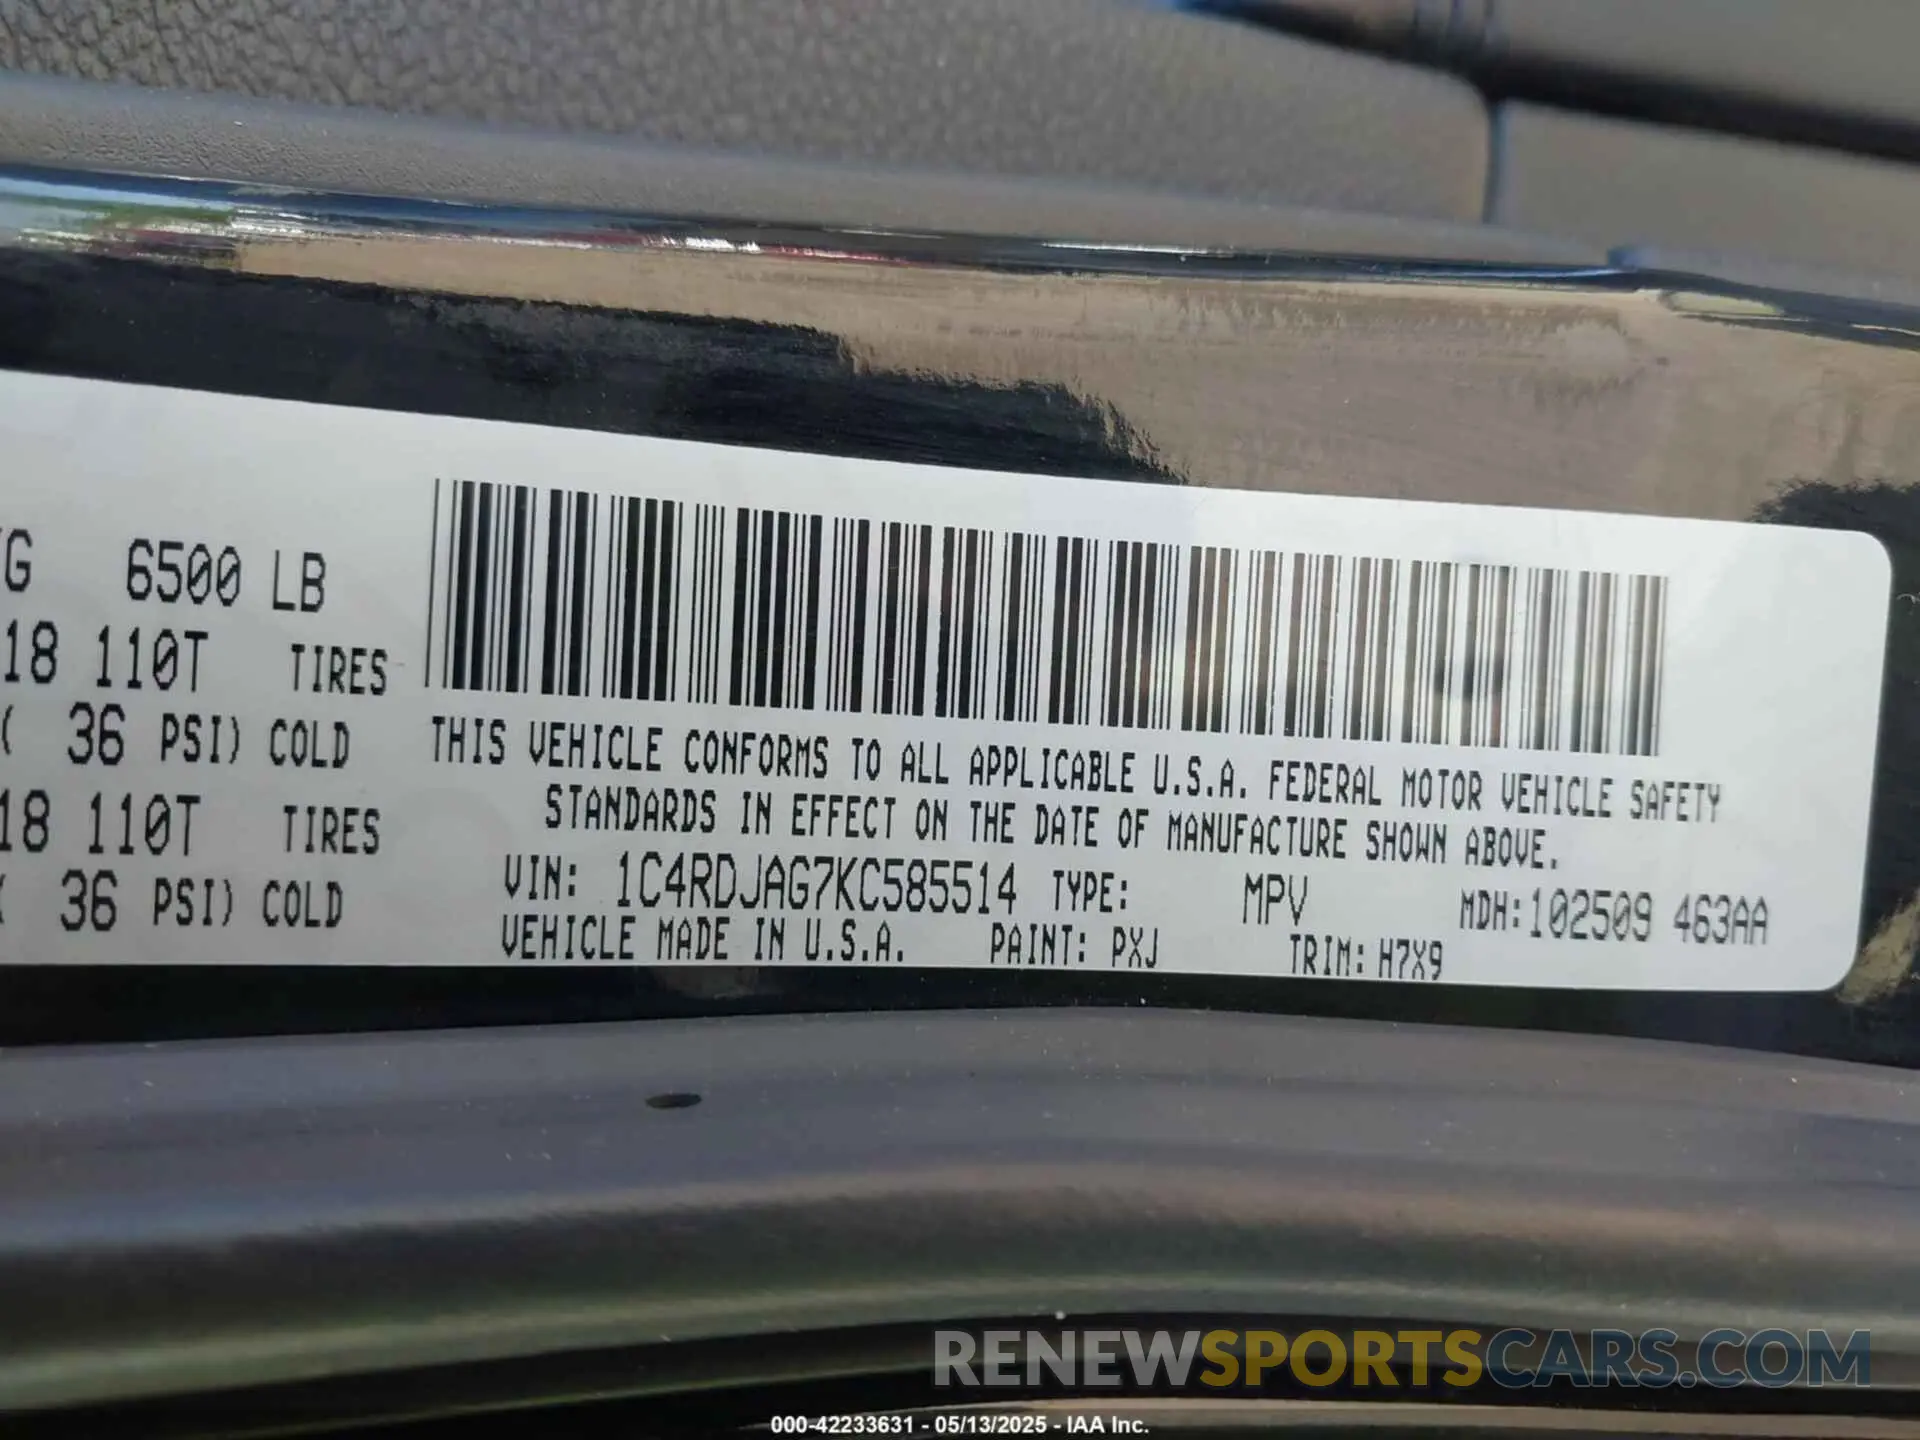 G 6500 LB
18 110T TIRES
( 36 PSI) COLD
18 110T TIRES
( 36 PSI) COLD
THIS VEHICLE CONFORMS TO ALL APPLICABLE U.S.A. FEDERAL MOTOR VEHICLE SAFETY
STANDARDS IN EFFECT ON THE DATE OF MANUFACTURE SHOWN ABOVE.
VIN: 1C4RDJAG7KC585514 TYPE: MPV MDH:102509 463AA
VEHICLE MADE IN U.S.A. PAINT: PXJ TRIM: H7X9
RENEWSPORTSCARS.COM
000-42233631 - 05/13/2025 - IAA Inc.